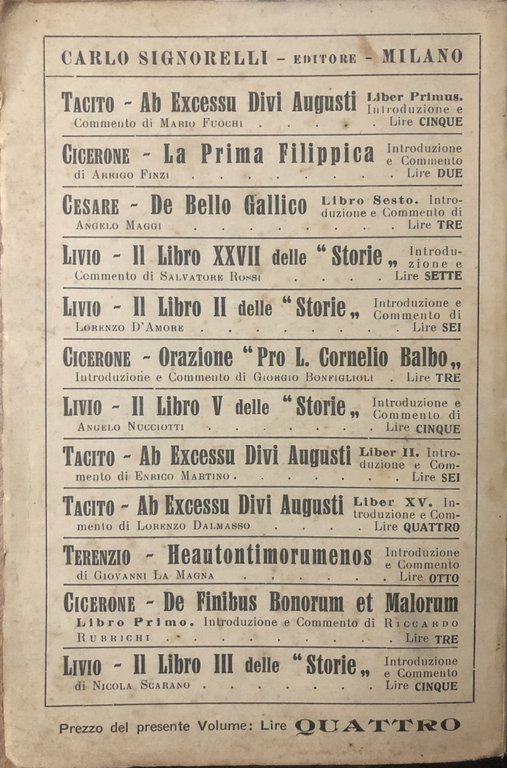 CARLO SIGNORELLI - EDITORE - MILANO
TACITO - Ab Excessu Divi Augusti Liber Primus.
Introduzione e
Commento di MARIO FUOCHI . . . . . Lire CINQUE
CICERONE - La Prima Filippica Introduzione
e Commento
di ARRIGO FINZI . . . . . . . Lire DUE
CESARE - De Bello Gallico Libro Sesto. Intro-
duzione e Commento di
ANGELO MAGGI . . . . . . . Lire TRE
LIVIO - Il Libro XXVII delle “ Storie „ Introdu-
zione e
Commento di SALVATORE ROSSI . . . . Lire SETTE
LIVIO - Il Libro II delle “ Storie „ Introduzione e
Commento di
LORENZO D'AMORE . . . . . . . Lire SEI
CICERONE - Orazione “ Pro L. Cornelio Balbo „
Introduzione e Commento di GIORGIO BONFIGLIOLI . Lire TRE
LIVIO - Il Libro V delle “ Storie „ Introduzione e
Commento di
ANGELO NUCCIOTTI . . . . . . Lire CINQUE
TACITO - Ab Excessu Divi Augusti Liber II. Intro-
duzione e Com-
mento di ENRICO MARTINO . . . . . . Lire SEI
TACITO - Ab Excessu Divi Augusti Liber XV. In-
troduzione e Com-
mento di LORENZO DALMASSO . . . . Lire QUATTRO
TERENZIO - Heautontimorumenos Introduzione
e Commento
di GIOVANNI LA MAGNA . . . . . . Lire OTTO
CICERONE - De Finibus Bonorum et Malorum
Libro Primo. Introduzione e Commento di RICCARDO
RUBRICHI . . . . . . . . . Lire TRE
LIVIO - Il Libro III delle “ Storie „ Introduzione
e Commento
di NICOLA SCARANO . . . . . . Lire CINQUE
Prezzo del presente Volume: Lire QUATTRO